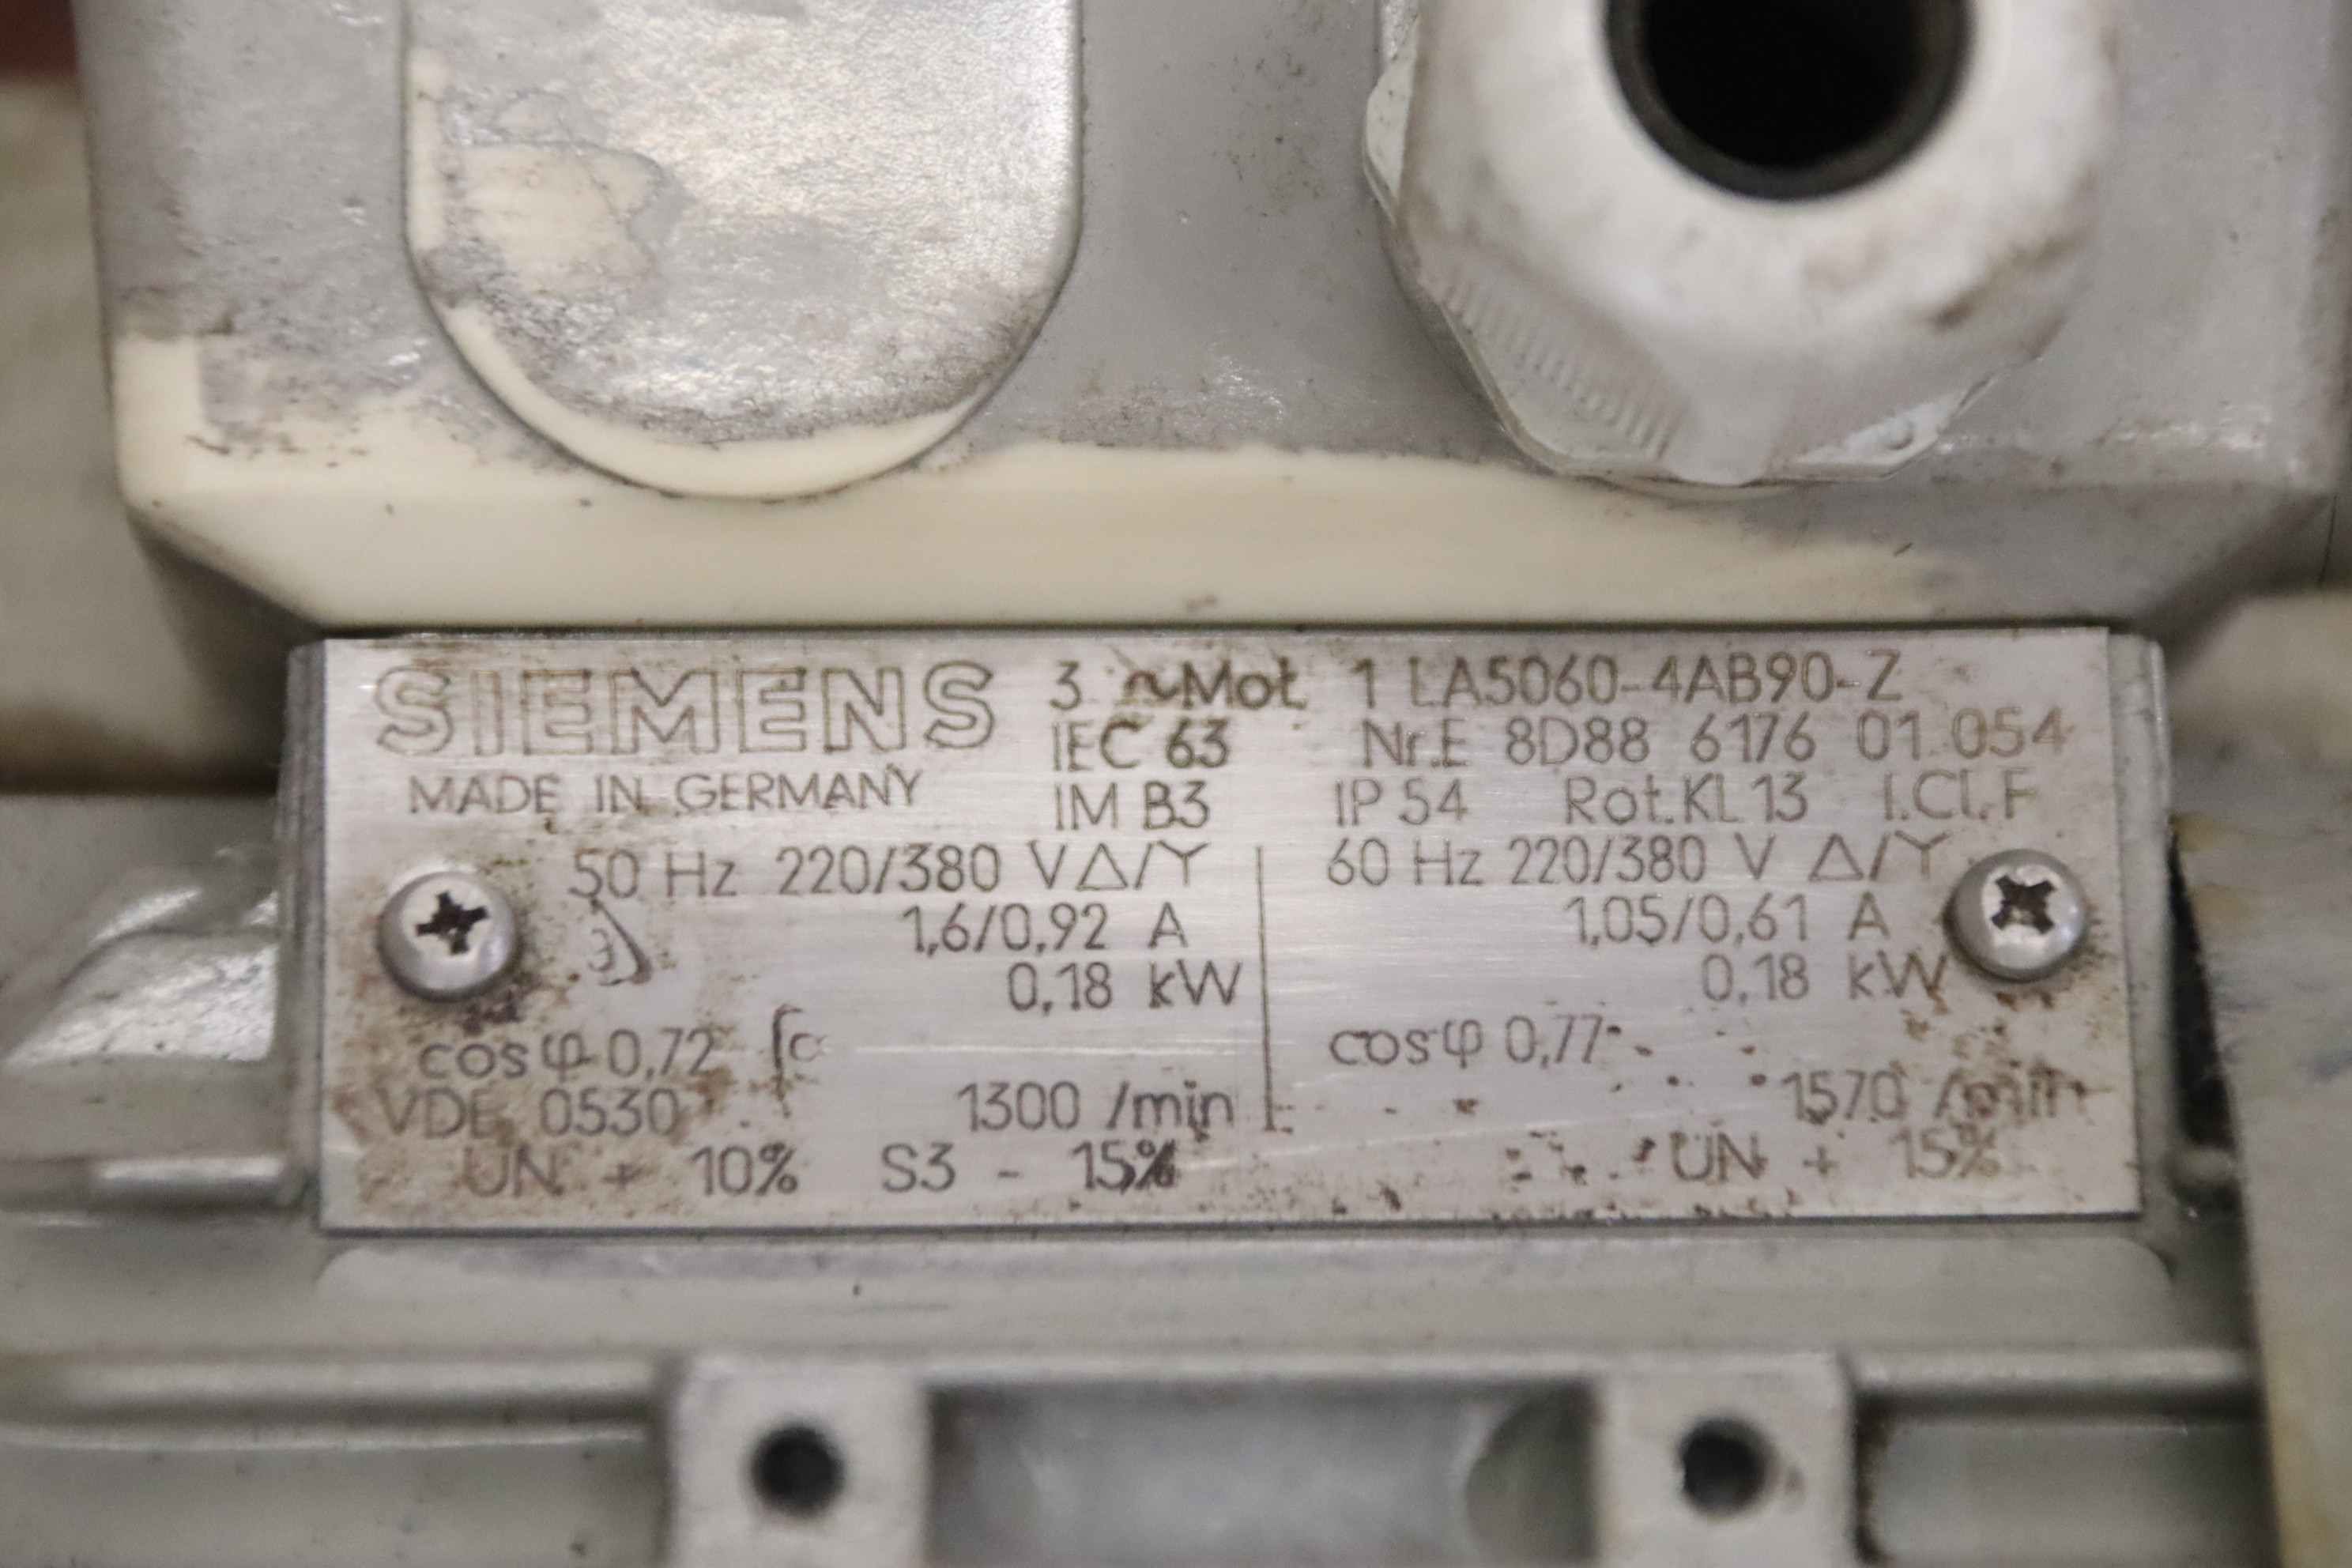 SIEMENS 3 ~Mot. 1 LA5060-4AB90-Z
IEC 63 Nr.E 8D88 6176 01 054
MADE IN GERMANY IM B3 IP 54 Rot.KL 13 I.Cl.F
50 Hz 220/380 V Δ/Y 60 Hz 220/380 V Δ/Y
1,6/0,92 A 1,05/0,61 A
0,18 kW 0,18 kW
cos φ 0,72 cos φ 0,77
VDE 0530 1300 /min 1570 /min
UN + 10% S3 - 15% UN + 15%